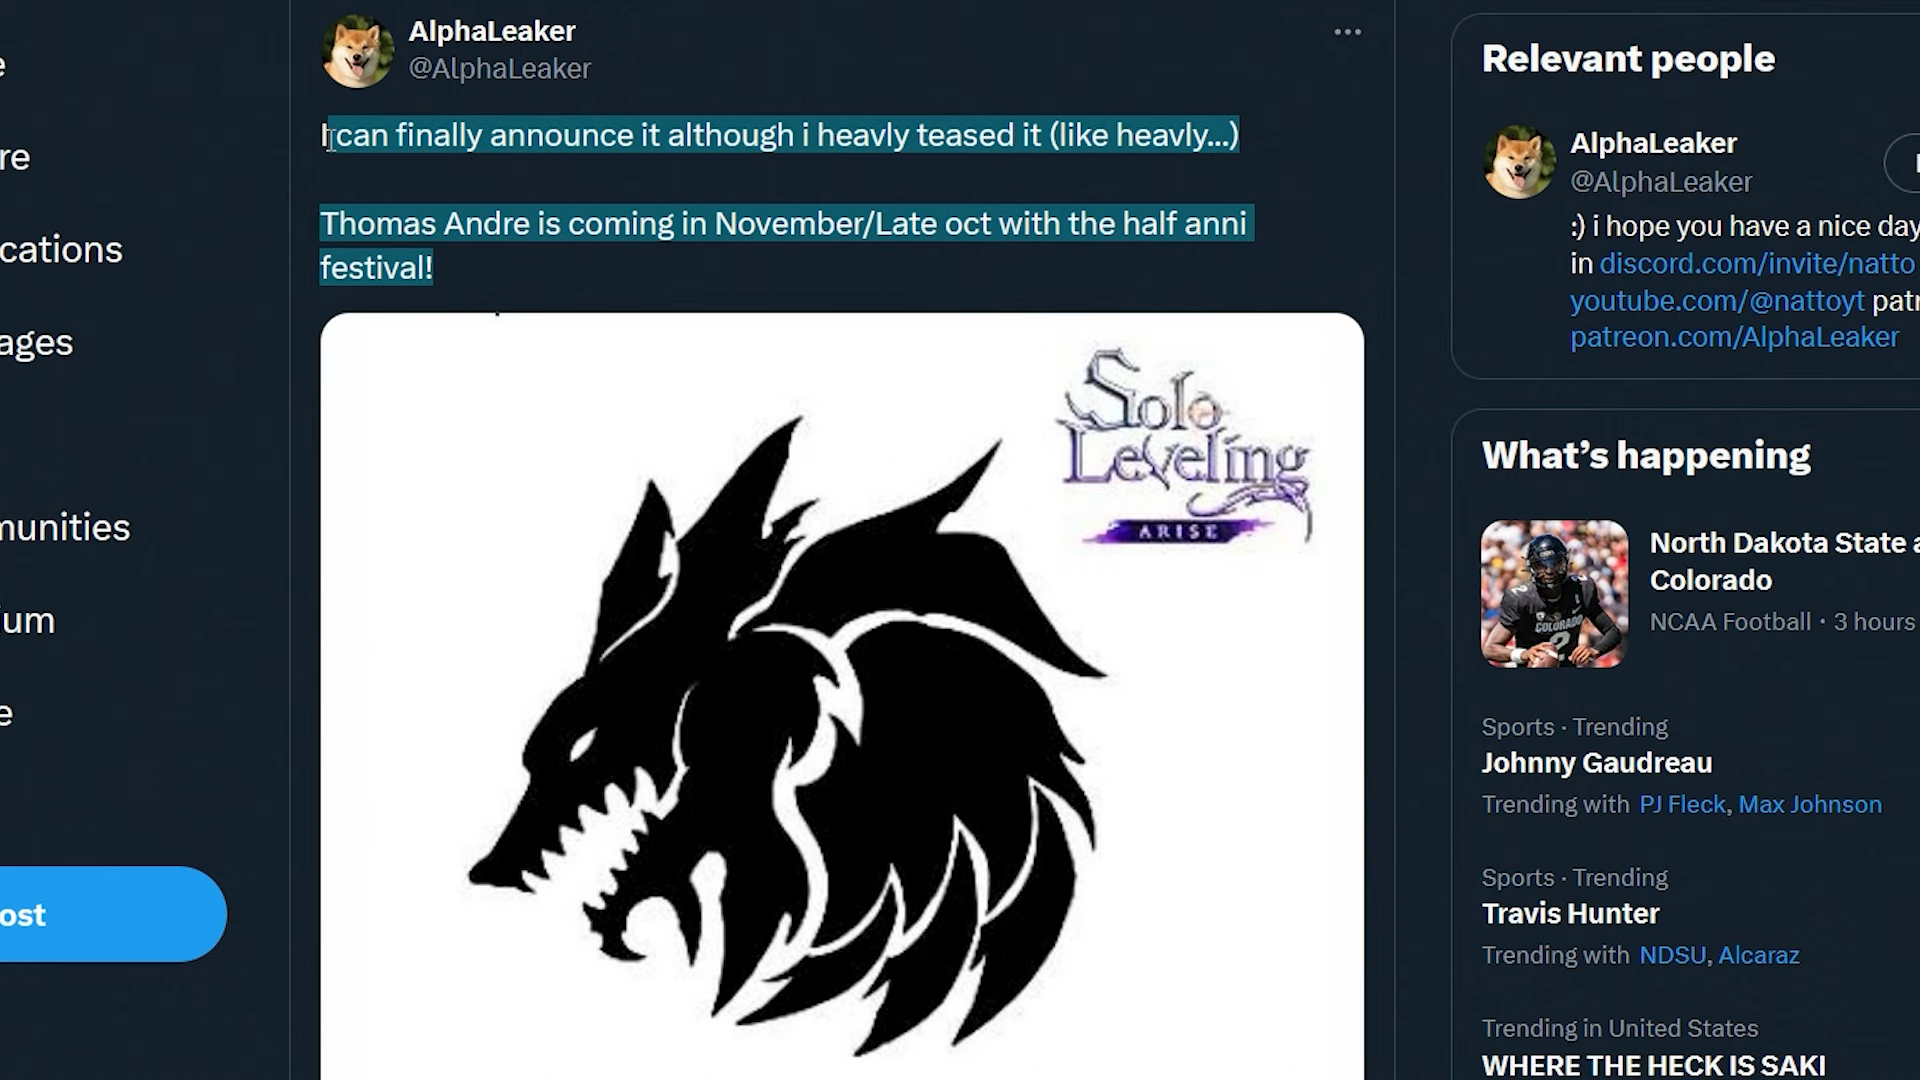 AlphaLeaker
@AlphaLeaker
I can finally announce it although i heavly teased it (like heavly...)
Thomas Andre is coming in November/Late oct with the half anni
festival!
Solo
Leveling
ARISE
e
re
cations
ages
munities
ium
e
ost
Relevant people
AlphaLeaker
@AlphaLeaker
:) i hope you have a nice day
in discord.com/invite/natto
youtube.com/@nattoyt patr
patreon.com/AlphaLeaker
What’s happening
North Dakota State a
Colorado
NCAA Football · 3 hours
COLORADO
2
Sports · Trending
Johnny Gaudreau
Trending with PJ Fleck, Max Johnson
Sports · Trending
Travis Hunter
Trending with NDSU, Alcaraz
Trending in United States
WHERE THE HECK IS SAKI